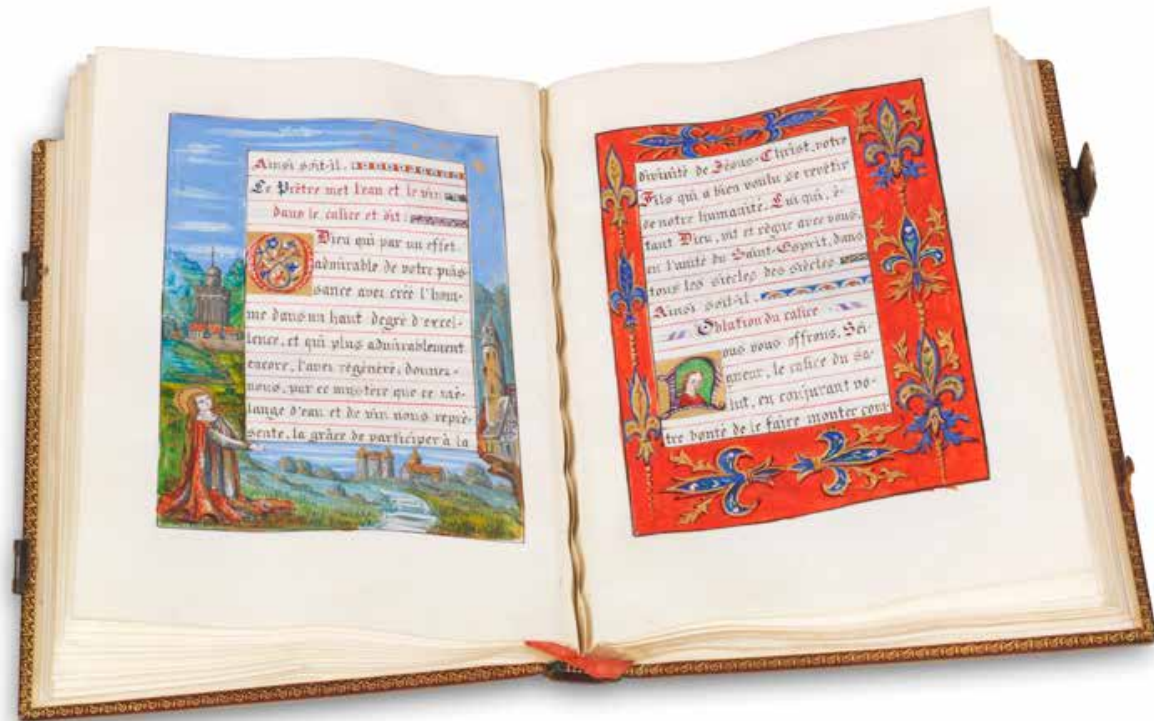 Ainsi soit-il.
Le Prêtre met l'eau et le vin
dans le calice et dit :
O Dieu qui par un effet
admirable de votre puis
sance avez créé l'hom-
me dans un haut degré d'excel-
lence, et qui plus admirablement
encore, l'avez régénéré, donnez-
nous, par ce mystère que ce mé-
lange d'eau et de vin nous repré-
sente, la grâce de participer à la
divinité de Jésus-Christ, votre
Fils qui a bien voulu se revêtir
de notre humanité. Lui qui, é-
tant Dieu, vit et règne avec vous,
en l'unité du Saint-Esprit, dans
tous les siècles des siècles
Ainsi soit-il.
Oblation du calice
Nous vous offrons, Sei-
gneur, le calice du sa-
lut, en conjurant vo-
tre bonté de le faire monter com-